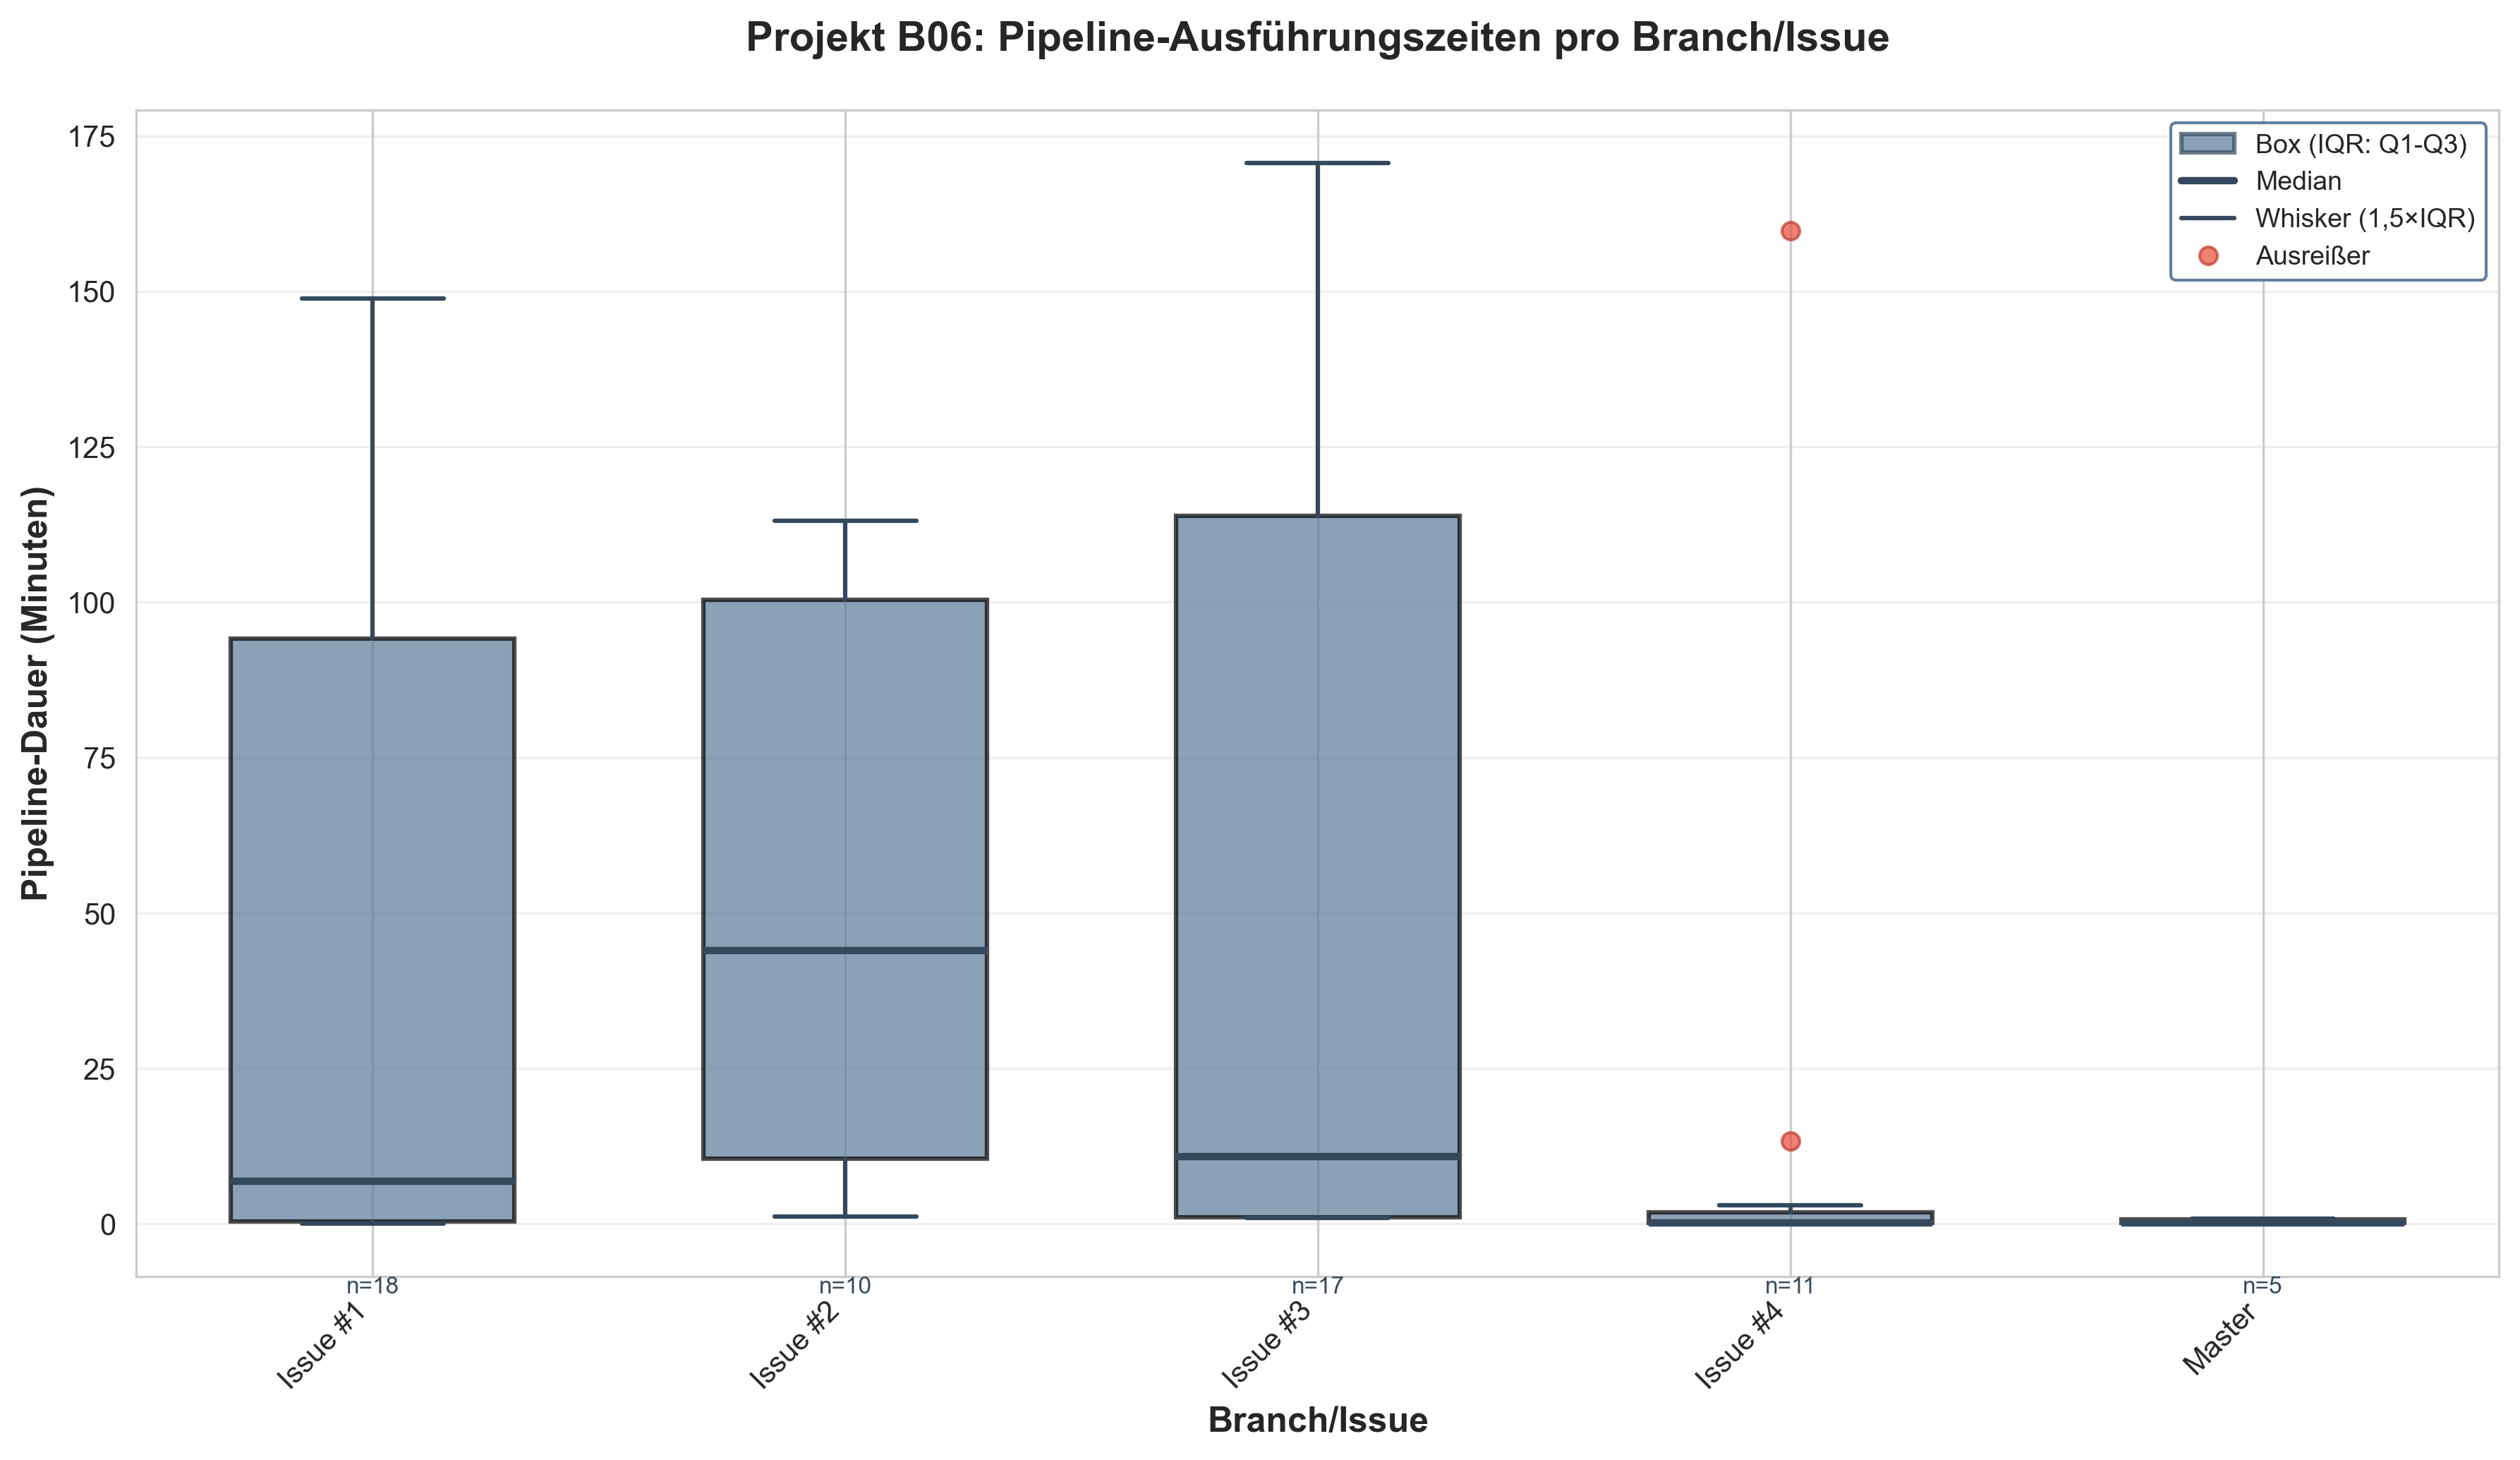 Projekt B06: Pipeline-Ausführungszeiten pro Branch/Issue
Box (IQR: Q1-Q3)
Median
Whisker (1,5×IQR)
Ausreißer
Pipeline-Dauer (Minuten)
175
150
125
100
75
50
25
0
n=18
n=10
n=17
n=11
n=5
Issue #1
Issue #2
Issue #3
Issue #4
Master
Branch/Issue